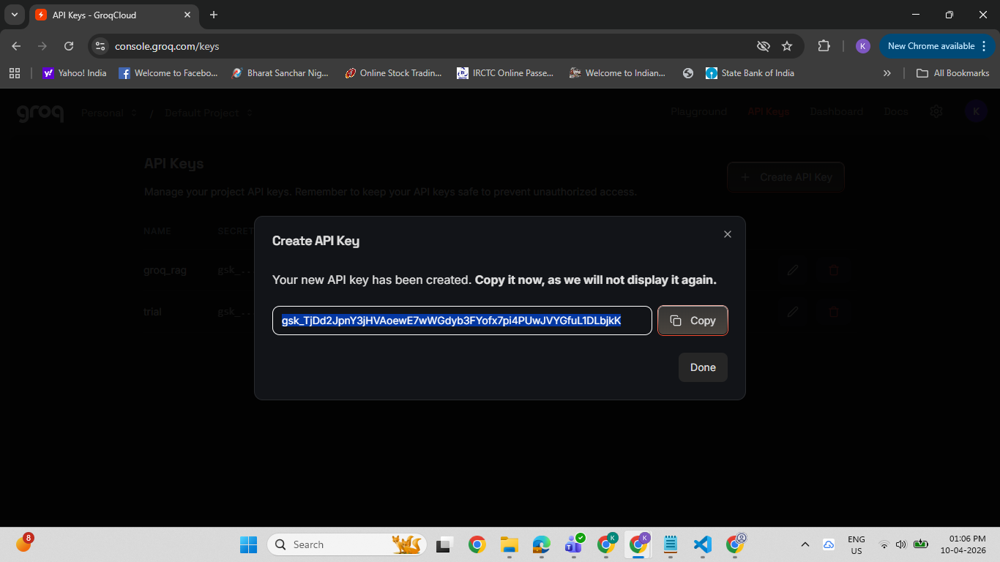 API Keys - GroqCloud
console.groq.com/keys
K
New Chrome available
Yahoo! India
Welcome to Facebo...
Bharat Sanchar Nig...
Online Stock Tradin...
IRCTC Online Passe...
Welcome to Indian...
State Bank of India
All Bookmarks
groq
Personal / Default Project
Playground
API Keys
Dashboard
Docs
K
API Keys
Create API Key
Manage your project API keys. Remember to keep your API keys safe to prevent unauthorized access.
NAME SECRET
groq_rag gsk_...
trial gsk_...
Create API Key
Your new API key has been created. Copy it now, as we will not display it again.
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
Copy
Done
8
Search
K
K
ENG
US
01:06 PM
10-04-2026